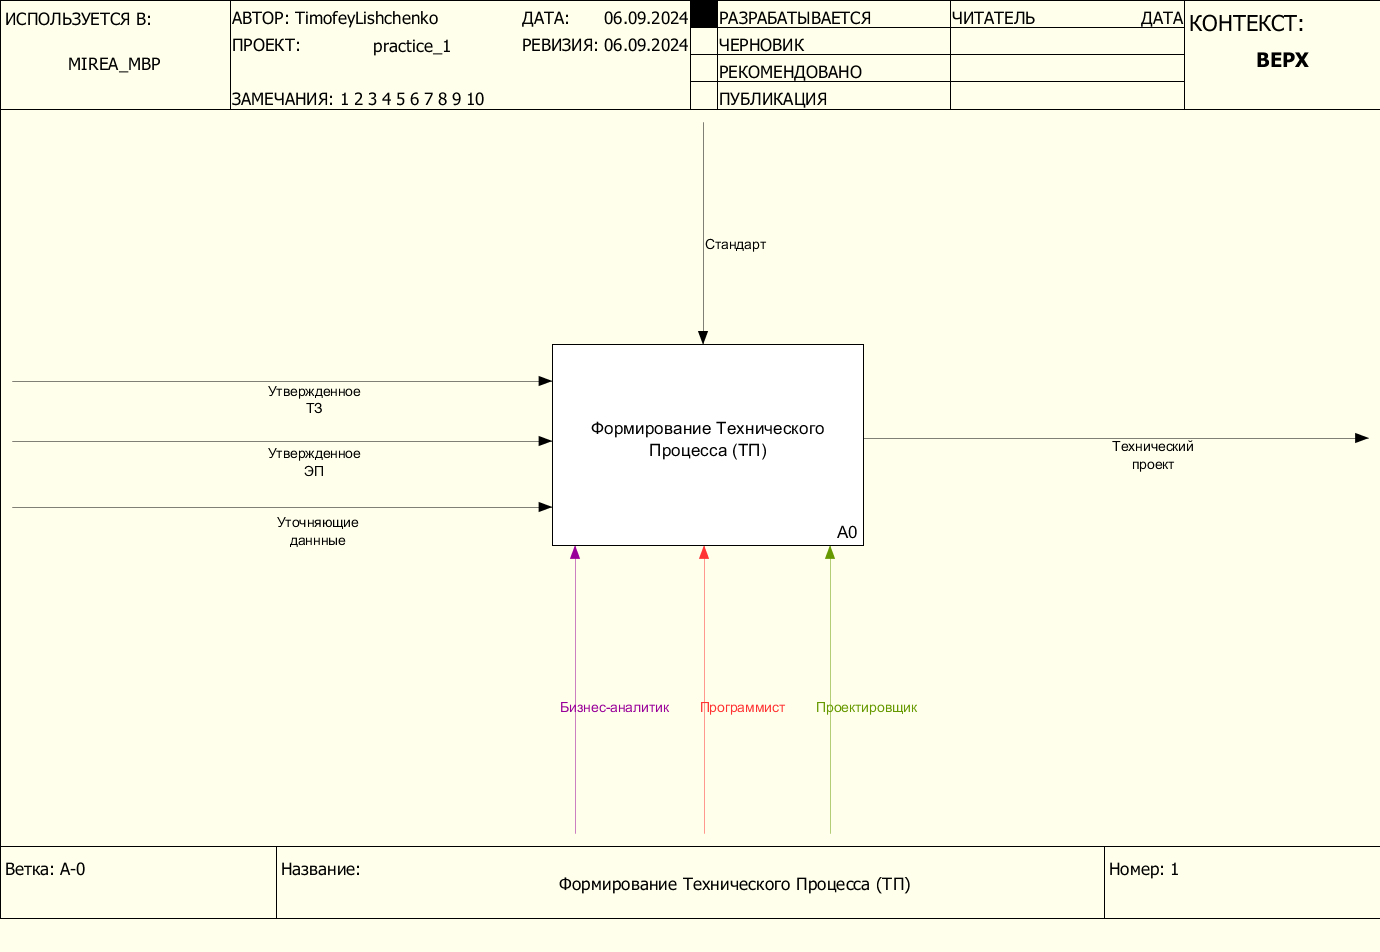 ИСПОЛЬЗУЕТСЯ В:
MIREA_MBP
АВТОР: TimofeyLishchenko
ДАТА: 06.09.2024
ПРОЕКТ: practice_1
РЕВИЗИЯ: 06.09.2024
ЗАМЕЧАНИЯ: 1 2 3 4 5 6 7 8 9 10
РАЗРАБАТЫВАЕТСЯ
ЧЕРНОВИК
РЕКОМЕНДОВАНО
ПУБЛИКАЦИЯ
ЧИТАТЕЛЬ ДАТА
КОНТЕКСТ:
ВЕРХ
Стандарт
Утвержденное
ТЗ
Утвержденное
ЭП
Уточняющие
даннные
Формирование Технического
Процесса (ТП)
A0
Технический
проект
Бизнес-аналитик
Программист
Проектировщик
Ветка: A-0
Название:
Формирование Технического Процесса (ТП)
Номер: 1